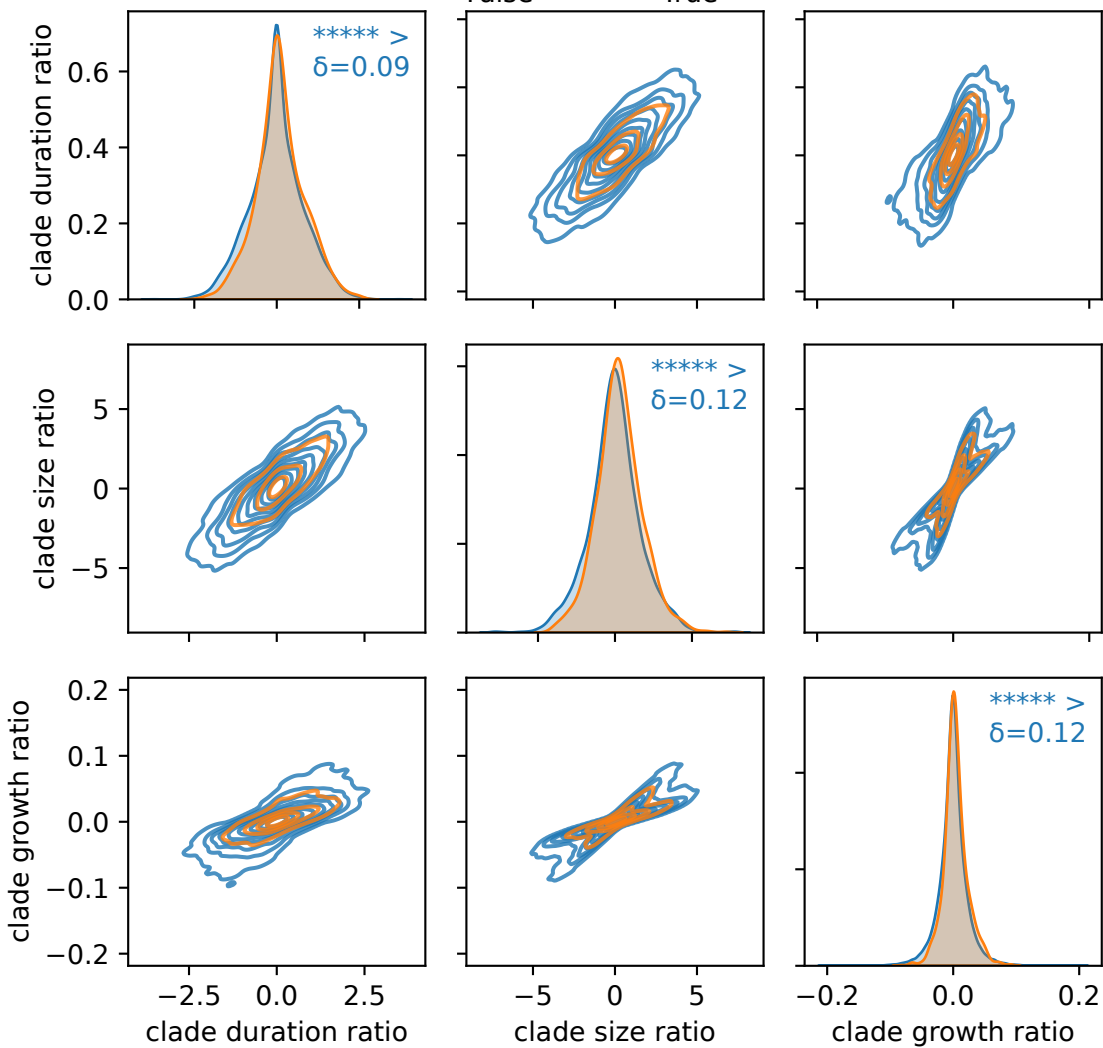 False True
clade duration ratio
0.6
0.4
0.2
0.0
***** >
δ=0.09
clade size ratio
5
0
−5
***** >
δ=0.12
clade growth ratio
0.2
0.1
0.0
−0.1
−0.2
***** >
δ=0.12
−2.5 0.0 2.5
−5 0 5
−0.2 0.0 0.2
clade duration ratio
clade size ratio
clade growth ratio